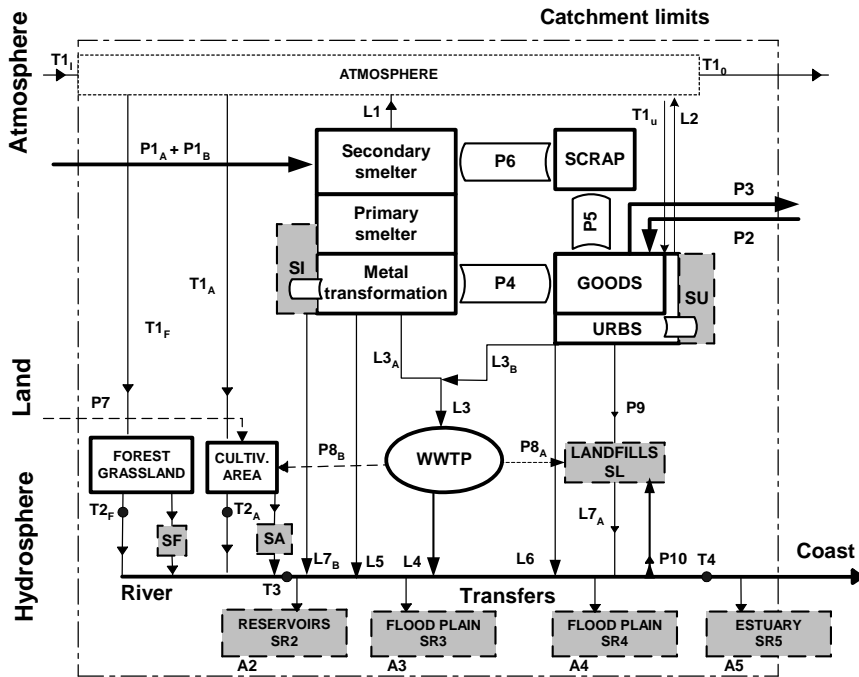 Catchment limits
Atmosphere
T1I
ATMOSPHERE
T10
L1
T1u
L2
P1A + P1B
Secondary smelter
P6
SCRAP
P3
Primary smelter
P5
P2
SI
Metal transformation
P4
GOODS
SU
URBS
T1A
T1F
L3A
L3B
Land
P7
L3
P9
FOREST GRASSLAND
CULTIV. AREA
P8B
WWTP
P8A
LANDFILLS SL
Hydrosphere
T2F
T2A
SF
SA
L7A
L7B
L5
L4
L6
P10
T4
Coast
T3
River
Transfers
RESERVOIRS SR2
FLOOD PLAIN SR3
FLOOD PLAIN SR4
ESTUARY SR5
A2
A3
A4
A5